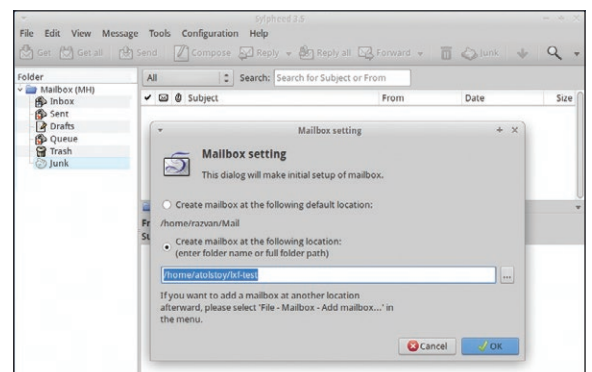 Sylpheed 3.6
File Edit View Message Tools Configuration Help
Get Get all Send Compose Reply Reply all Forward Junk
Folder
Mailbox (MH)
Inbox
Sent
Drafts
Queue
Trash
Junk
All Search: Search for Subject or From
Subject From Date Size
Fr
Su
Mailbox setting
Mailbox setting
This dialog will make initial setup of mailbox.
Create mailbox at the following default location:
/home/razvan/Mail
Create mailbox at the following location:
(enter folder name or full folder path)
/home/atolstoy/lxf-test
...
If you want to add a mailbox at another location
afterward, please select 'File - Mailbox - Add mailbox...' in
the menu.
Cancel OK